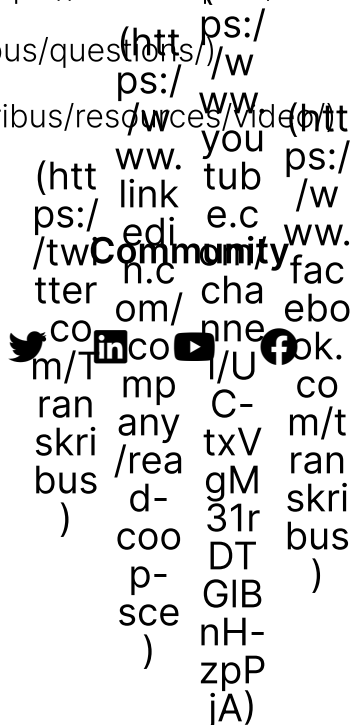 ous/questions/)
ribus/resources/video/)
Community
(htt
ps:/
/twi
tter
.co
m/T
ran
skri
bus
)
(htt
ps:/
/w
ww.
link
edi
n.c
om/
co
mp
any
/rea
d-
coo
p-
sce
)
ps:/
/w
ww.
you
tub
e.c
om/
cha
nne
l/U
C-
txV
gM
31r
DT
GIB
nH-
zpP
jA)
(htt
ps:/
/w
ww.
fac
ebo
ok.
co
m/t
ran
skri
bus
)